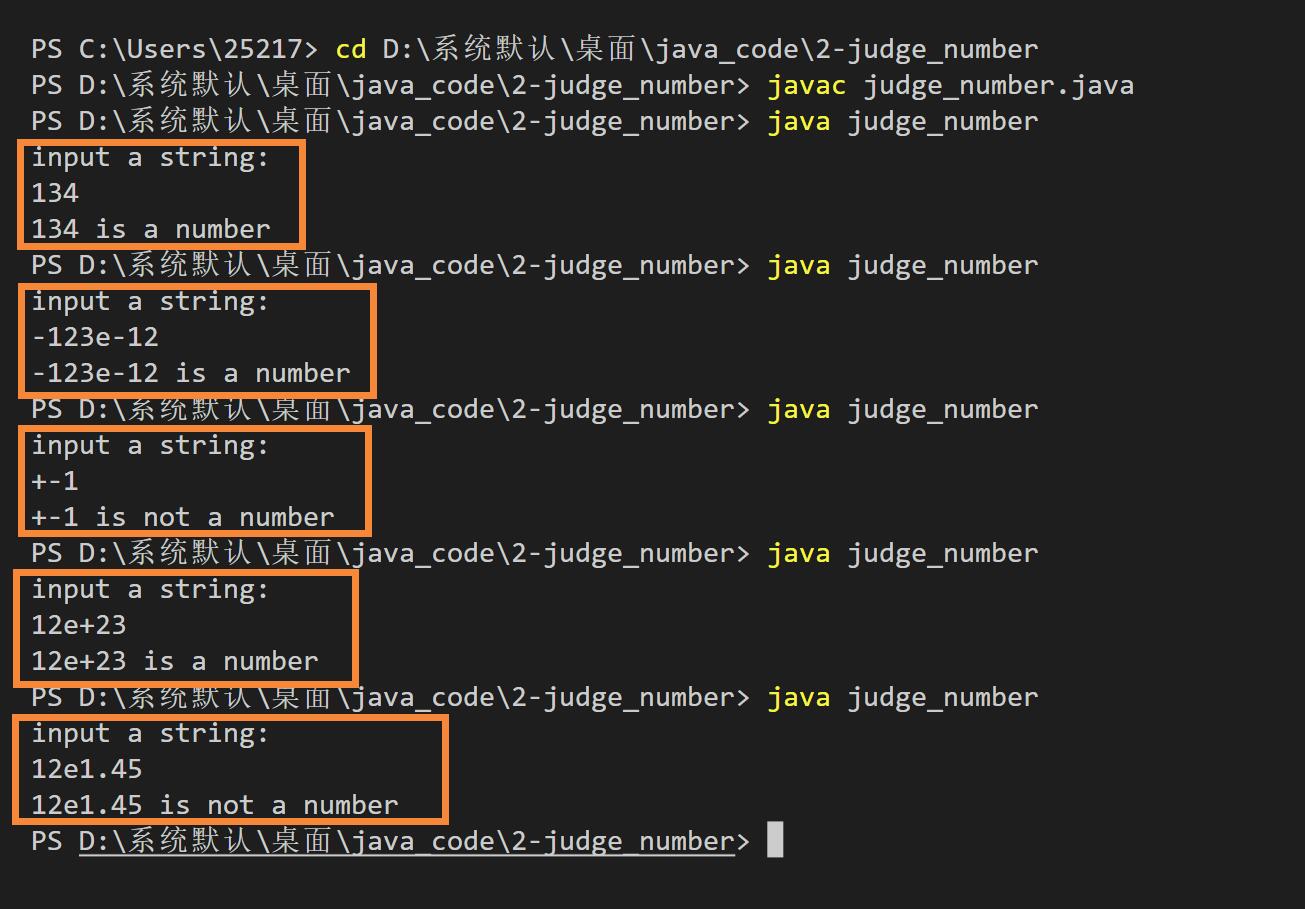 PS C:\Users\25217> cd D:\系统默认\桌面\java_code\2-judge_number
PS D:\系统默认\桌面\java_code\2-judge_number> javac judge_number.java
PS D:\系统默认\桌面\java_code\2-judge_number> java judge_number
input a string:
134
134 is a number
PS D:\系统默认\桌面\java_code\2-judge_number> java judge_number
input a string:
-123e-12
-123e-12 is a number
PS D:\系统默认\桌面\java_code\2-judge_number> java judge_number
input a string:
+-1
+-1 is not a number
PS D:\系统默认\桌面\java_code\2-judge_number> java judge_number
input a string:
12e+23
12e+23 is a number
PS D:\系统默认\桌面\java_code\2-judge_number> java judge_number
input a string:
12e1.45
12e1.45 is not a number
PS D:\系统默认\桌面\java_code\2-judge_number>